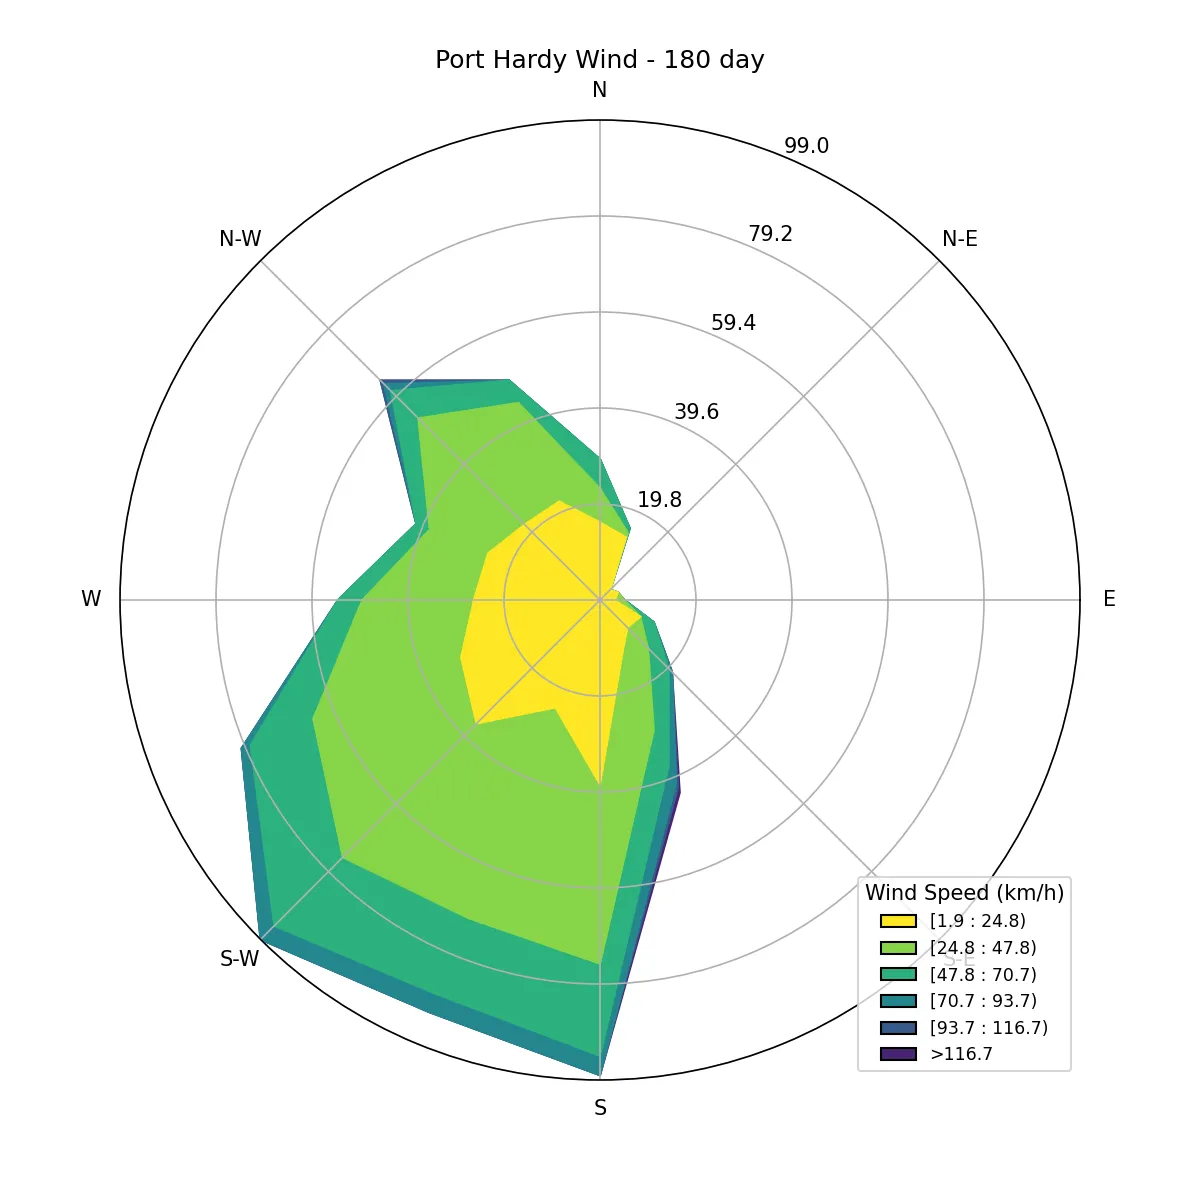 Port Hardy Wind - 180 day
N
99.0
79.2
N-W
N-E
59.4
39.6
19.8
W
E
Wind Speed (km/h)
[1.9 : 24.8)
[24.8 : 47.8)
S-W
S-E
[47.8 : 70.7)
[70.7 : 93.7)
[93.7 : 116.7)
>116.7
S